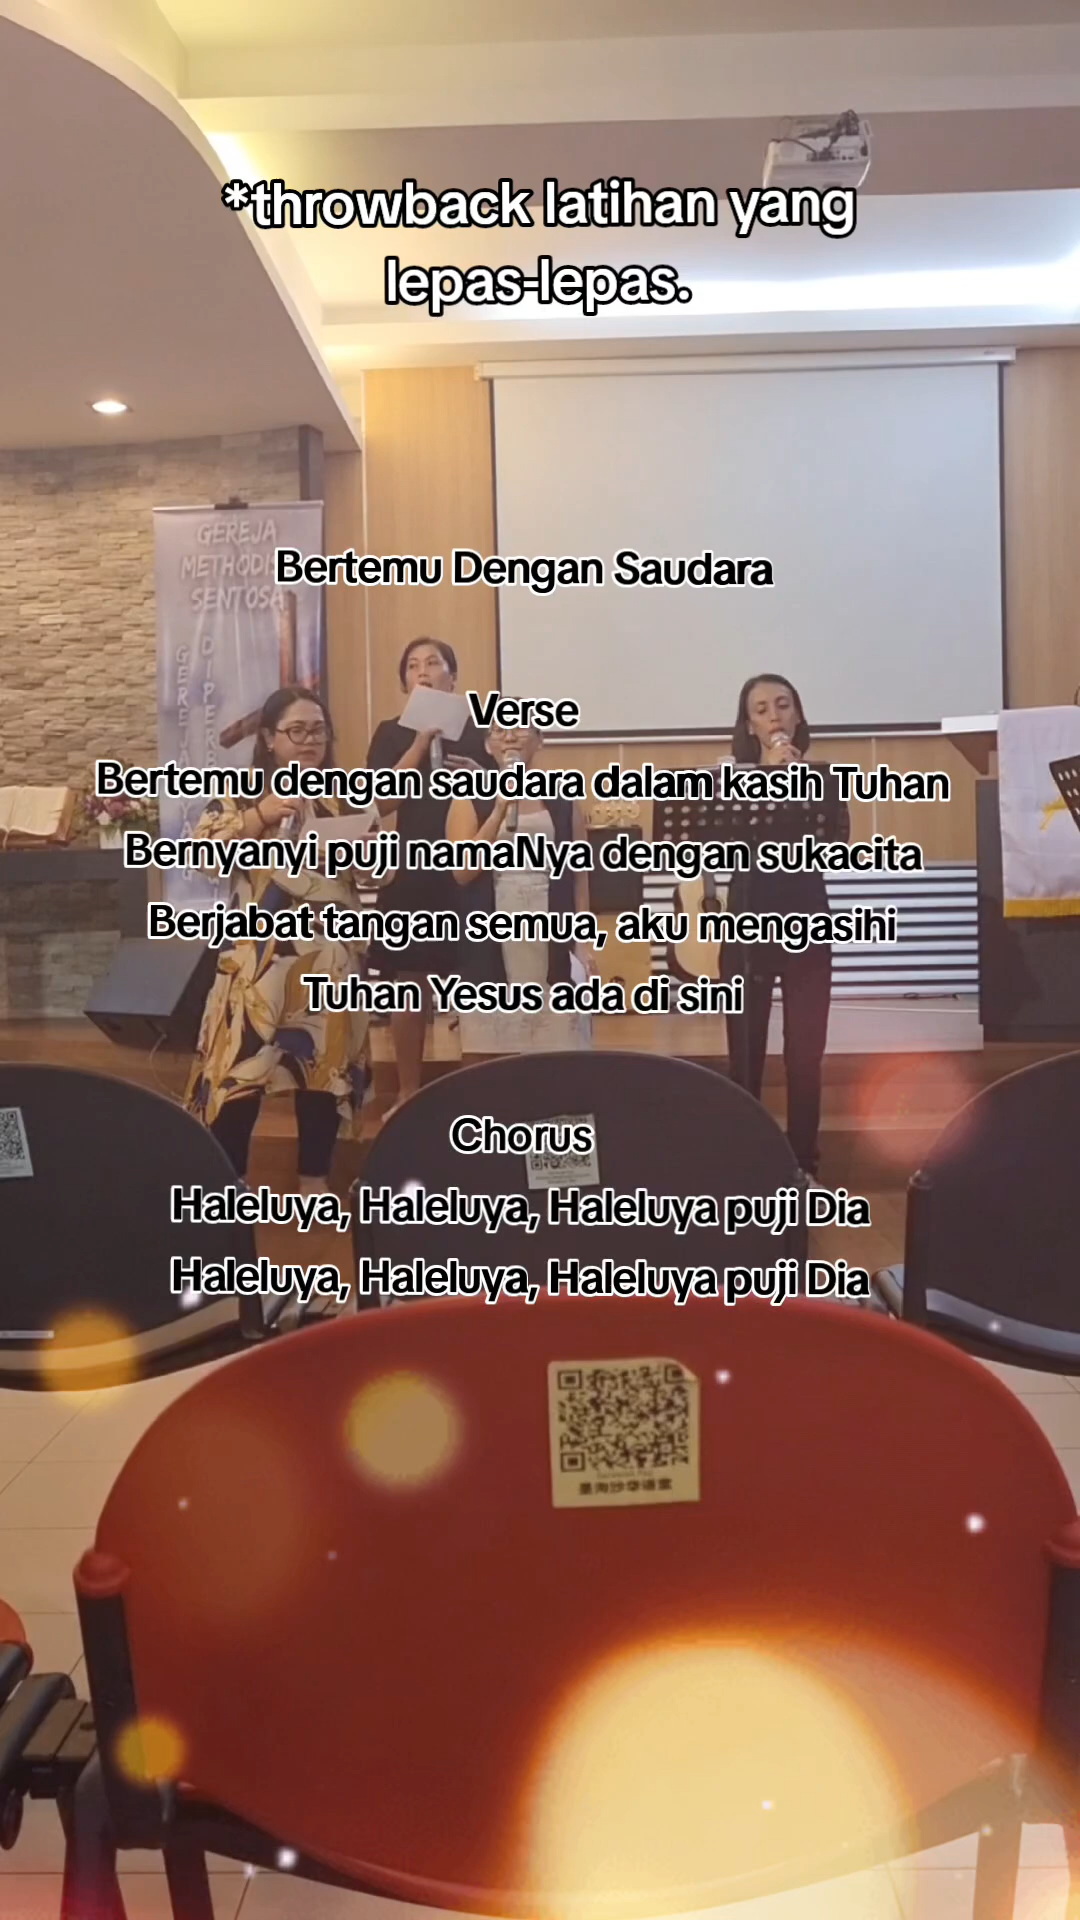 *throwback latihan yang
lepas-lepas.
GEREJA
SENTOSA
Bertemu Dengan Saudara
Verse
Bertemu dengan saudara dalam kasih Tuhan
Bernyanyi puji namaNya dengan sukacita
Berjabat tangan semua, aku mengasihi
Tuhan Yesus ada di sini
Chorus
Haleluya, Haleluya, Haleluya puji Dia
Haleluya, Haleluya, Haleluya puji Dia